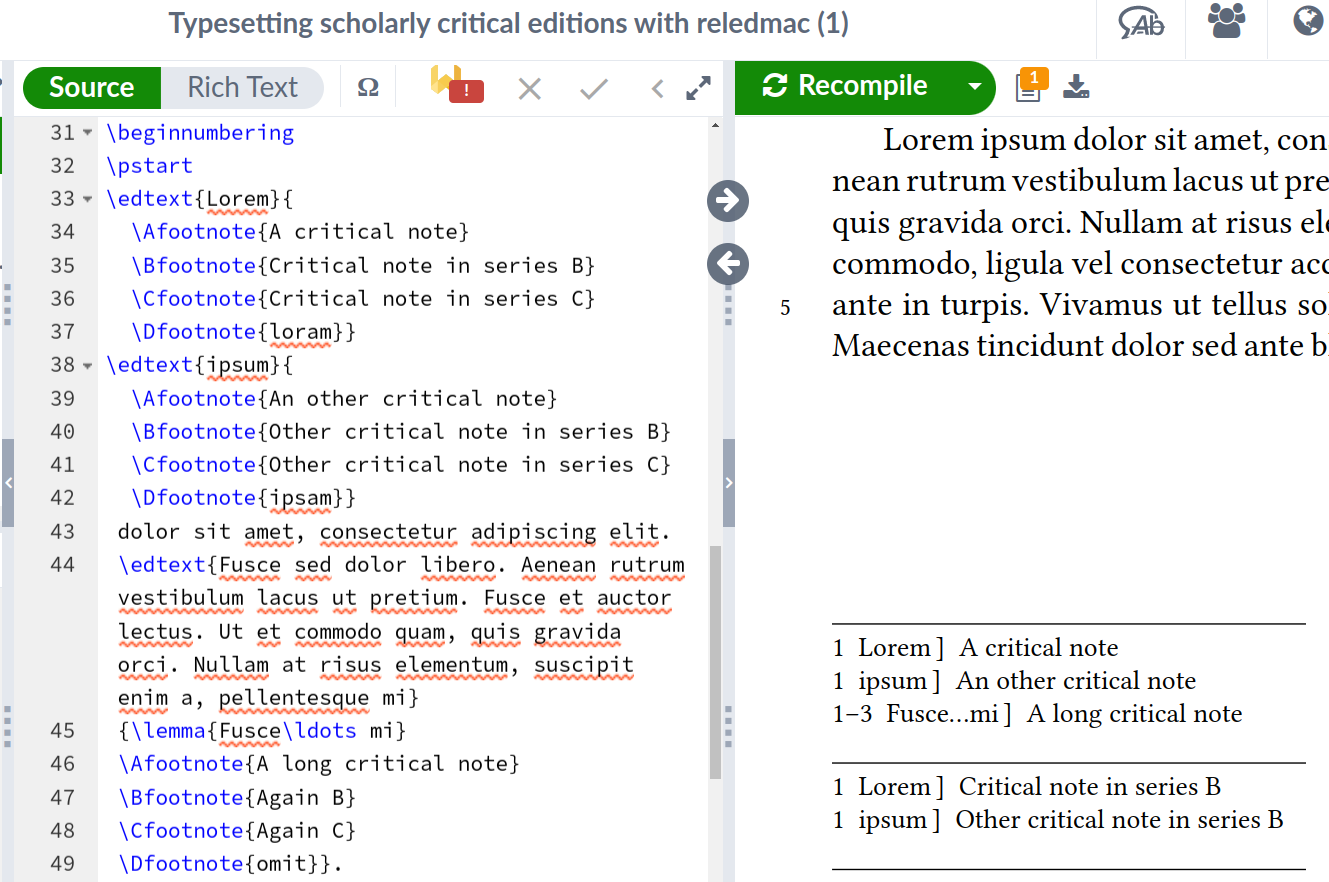 Typesetting scholarly critical editions with reledmac (1)
Ab
Source Rich Text Ω !
Recompile 1
31 \beginnumbering
32 \pstart
33 \edtext{Lorem}{
34 \Afootnote{A critical note}
35 \Bfootnote{Critical note in series B}
36 \Cfootnote{Critical note in series C}
37 \Dfootnote{loram}}
38 \edtext{ipsum}{
39 \Afootnote{An other critical note}
40 \Bfootnote{Other critical note in series B}
41 \Cfootnote{Other critical note in series C}
42 \Dfootnote{ipsam}}
43 dolor sit amet, consectetur adipiscing elit.
44 \edtext{Fusce sed dolor libero. Aenean rutrum
vestibulum lacus ut pretium. Fusce et auctor
lectus. Ut et commodo quam, quis gravida
orci. Nullam at risus elementum, suscipit
enim a, pellentesque mi}
45 {\lemma{Fusce\ldots mi}
46 \Afootnote{A long critical note}
47 \Bfootnote{Again B}
48 \Cfootnote{Again C}
49 \Dfootnote{omit}}.
Lorem ipsum dolor sit amet, con
nean rutrum vestibulum lacus ut pre
quis gravida orci. Nullam at risus ele
commodo, ligula vel consectetur acc
5 ante in turpis. Vivamus ut tellus sol
Maecenas tincidunt dolor sed ante bl
1 Lorem ] A critical note
1 ipsum ] An other critical note
1–3 Fusce…mi ] A long critical note
1 Lorem ] Critical note in series B
1 ipsum ] Other critical note in series B